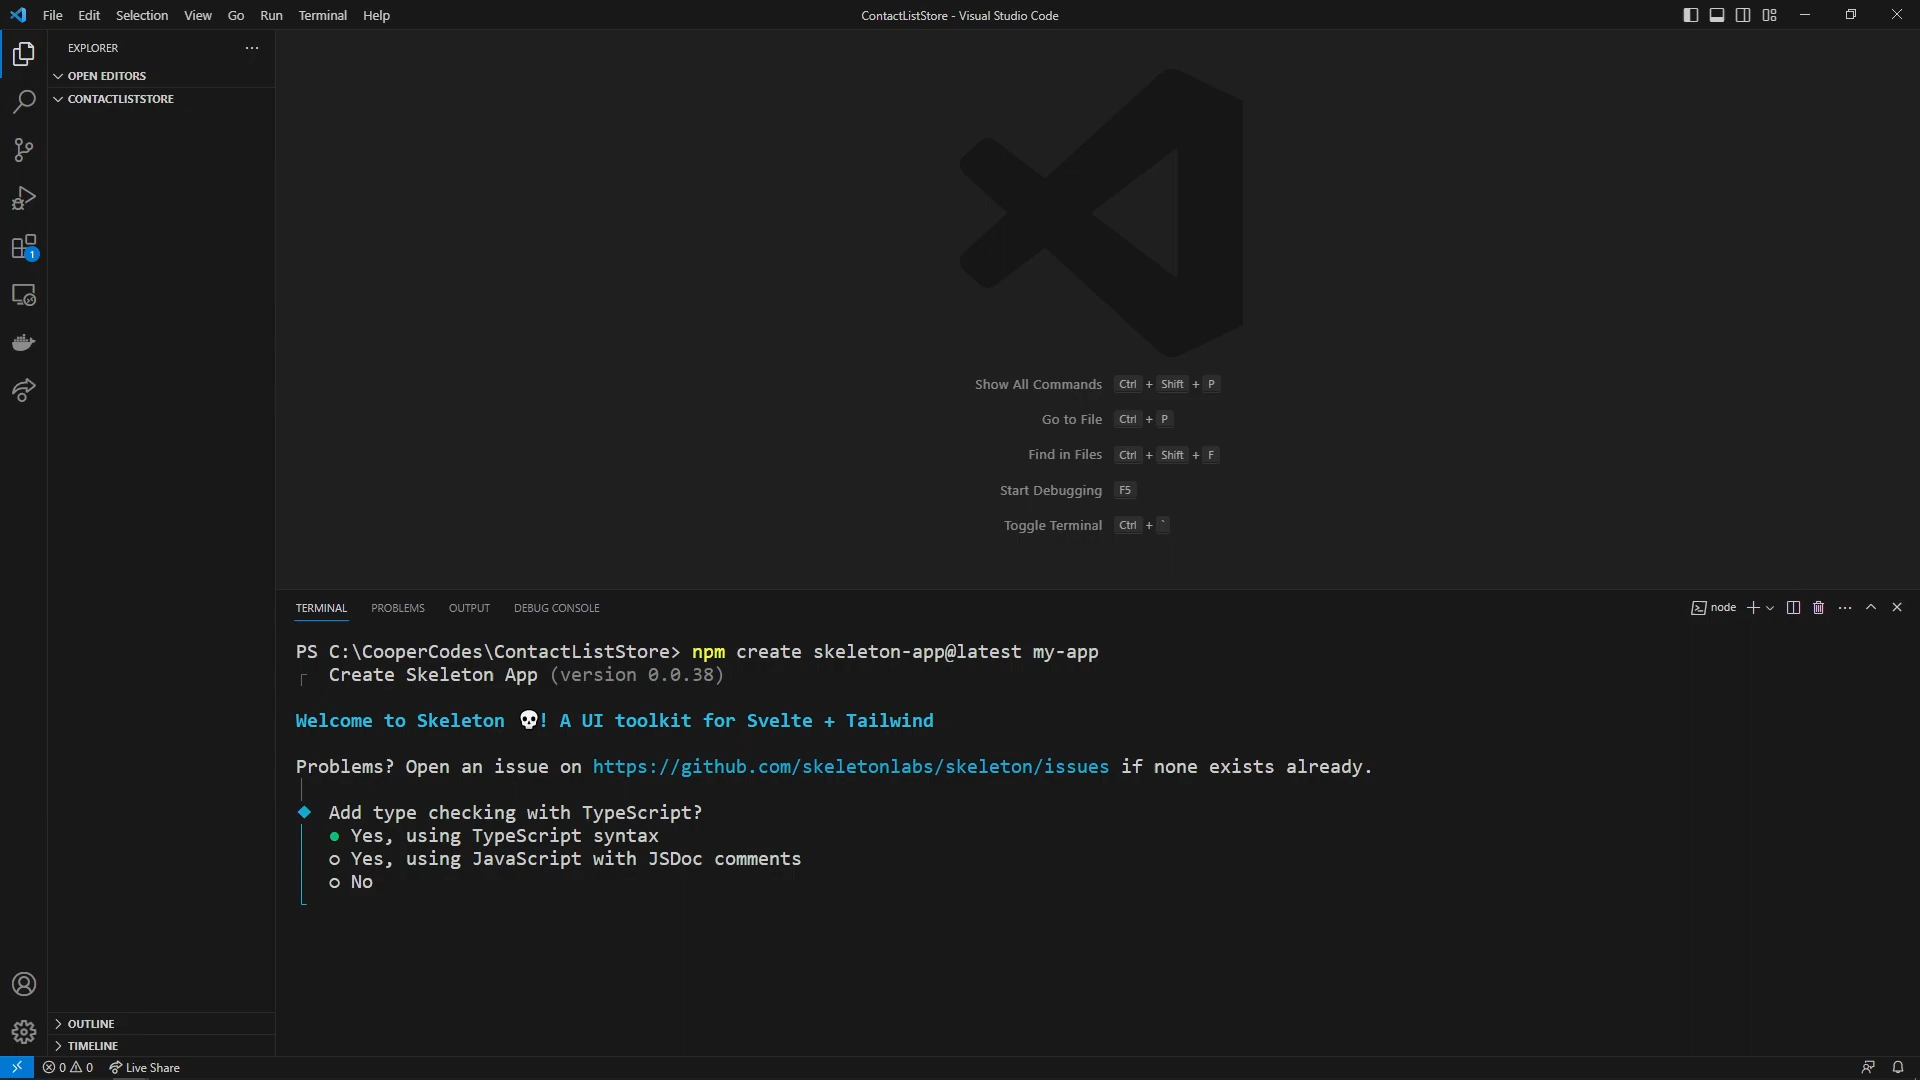 File Edit Selection View Go Run Terminal Help
ContactListStore - Visual Studio Code
EXPLORER
OPEN EDITORS
CONTACTLISTSTORE
1
Show All Commands Ctrl + Shift + P
Go to File Ctrl + P
Find in Files Ctrl + Shift + F
Start Debugging F5
Toggle Terminal Ctrl + `
TERMINAL PROBLEMS OUTPUT DEBUG CONSOLE
node
PS C:\CooperCodes\ContactListStore> npm create skeleton-app@latest my-app
Create Skeleton App (version 0.0.38)
Welcome to Skeleton 💀! A UI toolkit for Svelte + Tailwind
Problems? Open an issue on https://github.com/skeletonlabs/skeleton/issues if none exists already.
Add type checking with TypeScript?
Yes, using TypeScript syntax
Yes, using JavaScript with JSDoc comments
No
OUTLINE
TIMELINE
0 0 Live Share